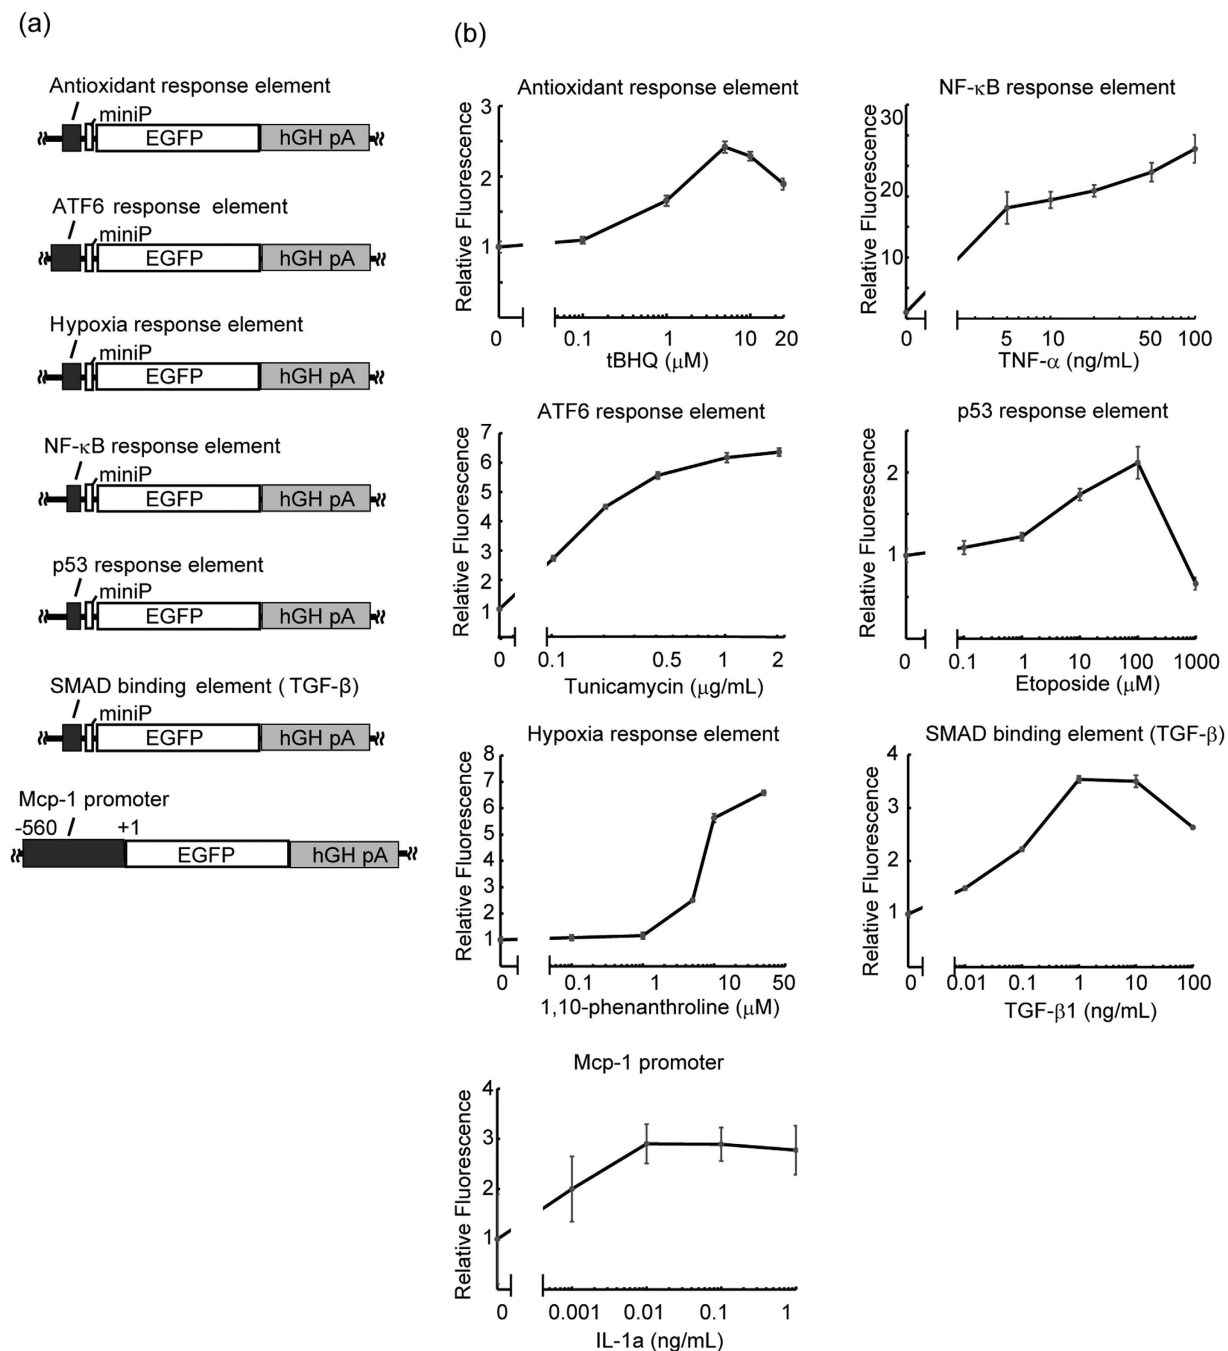 (a)
Antioxidant response element
miniP
EGFP hGH pA
ATF6 response element
miniP
EGFP hGH pA
Hypoxia response element
miniP
EGFP hGH pA
NF-κB response element
miniP
EGFP hGH pA
p53 response element
miniP
EGFP hGH pA
SMAD binding element (TGF-β)
miniP
EGFP hGH pA
Mcp-1 promoter
-560 +1
EGFP hGH pA
(b)
Antioxidant response element
Relative Fluorescence
3
2
1
0 0.1 1 10 20
tBHQ (μM)
NF-κB response element
Relative Fluorescence
30
20
10
0 5 10 50 100
TNF-α (ng/mL)
ATF6 response element
Relative Fluorescence
7
6
5
4
3
2
1
0 0.1 0.5 1 2
Tunicamycin (μg/mL)
p53 response element
Relative Fluorescence
2
1
0 0.1 1 10 100 1000
Etoposide (μM)
Hypoxia response element
Relative Fluorescence
8
7
6
5
4
3
2
1
0 0.1 1 10 50
1,10-phenanthroline (μM)
SMAD binding element (TGF-β)
Relative Fluorescence
4
3
2
1
0 0.01 0.1 1 10 100
TGF-β1 (ng/mL)
Mcp-1 promoter
Relative Fluorescence
4
3
2
1
0 0.001 0.01 0.1 1
IL-1a (ng/mL)